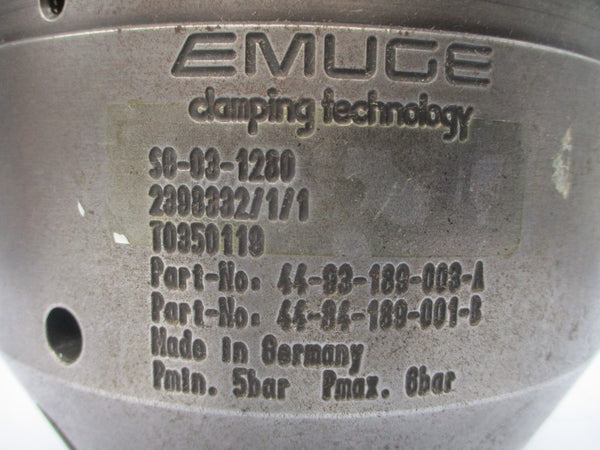 EMUGE
clamping technology
S8-03-1280
2398332/1/1
T0350119
Part-No: 44-93-189-003-A
Part-No: 44-94-189-001-B
Made in Germany
Pmin. 5bar Pmax. 6bar